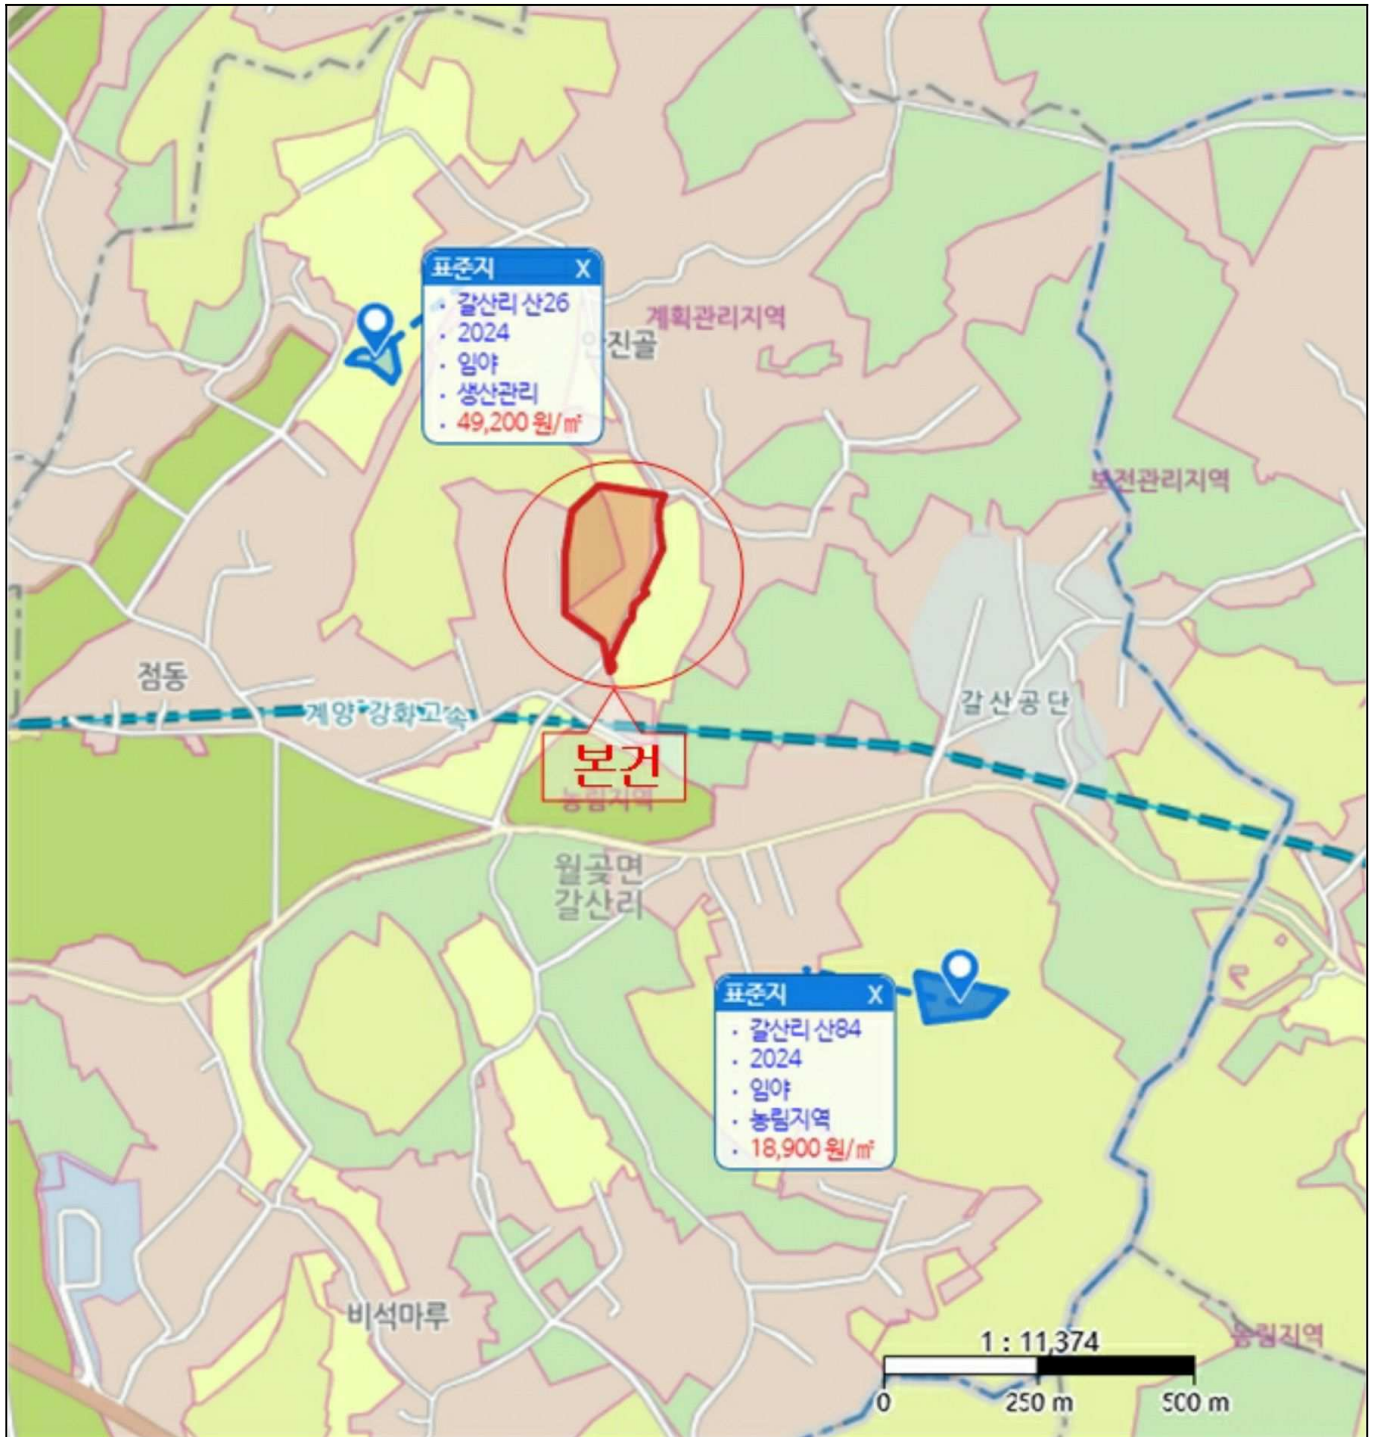 표준지 X
· 갈산리 산26
· 2024
· 임야
· 생산관리
· 49,200 원/㎡
계획관리지역
안진골
보전관리지역
점동
계양-강화고속
갈산공단
본건
농림지역
월곶면
갈산리
표준지 X
· 갈산리 산84
· 2024
· 임야
· 농림지역
· 18,900 원/㎡
비석마루
농림지역
1 : 11,374
0 250 m 500 m